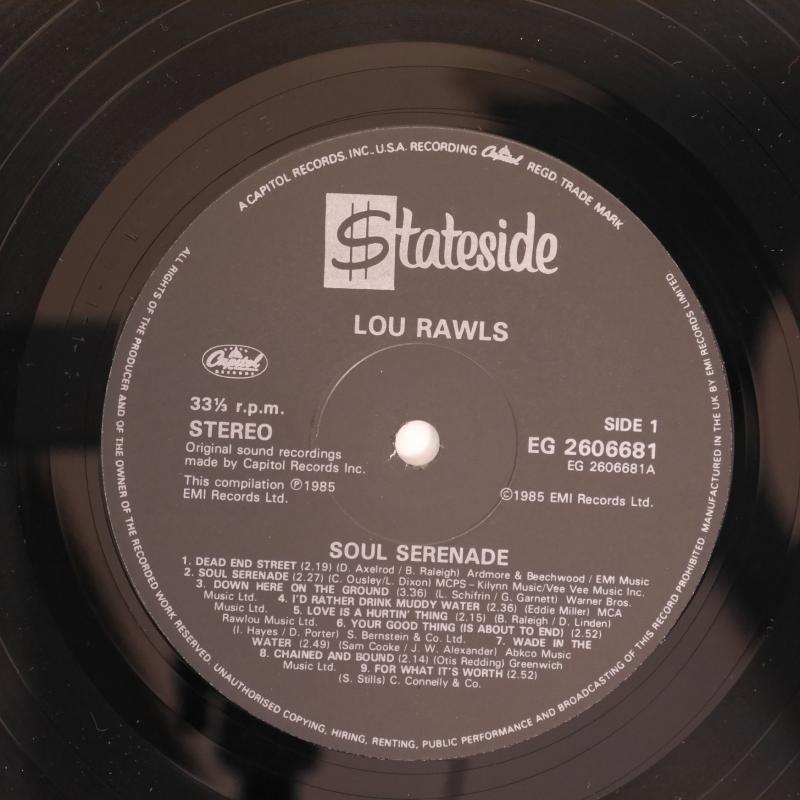 A CAPITOL RECORDS, INC., U.S.A. RECORDING Capitol REGD. TRADE MARK
$tateside
LOU RAWLS
Capitol
RECORDS
33⅓ r.p.m.
STEREO
Original sound recordings
made by Capitol Records Inc.
This compilation ℗1985
EMI Records Ltd.
SIDE 1
EG 2606681
EG 2606681A
©1985 EMI Records Ltd.
SOUL SERENADE
1. DEAD END STREET (2.19) (D. Axelrod / B. Raleigh) Ardmore & Beechwood / EMI Music
2. SOUL SERENADE (2.27) (C. Ousley/L. Dixon) MCPS - Kilynn Music/Vee Vee Music Inc.
3. DOWN HERE ON THE GROUND (3.36) (L. Schifrin / G. Garnett) Warner Bros.
Music Ltd. 4. I'D RATHER DRINK MUDDY WATER (2.36) (Eddie Miller) MCA
Music Ltd. 5. LOVE IS A HURTIN' THING (2.15) (B. Raleigh / D. Linden)
Rawlou Music Ltd. 6. YOUR GOOD THING (IS ABOUT TO END) (2.52)
(I. Hayes / D. Porter) S. Bernstein & Co. Ltd. 7. WADE IN THE
WATER (2.49) (Sam Cooke / J. W. Alexander) Abkco Music
8. CHAINED AND BOUND (2.14) (Otis Redding) Greenwich
Music Ltd. 9. FOR WHAT IT'S WORTH (2.52)
(S. Stills) C. Connelly & Co.
ALL RIGHTS OF THE PRODUCER AND OF THE OWNER OF THE RECORDED WORK RESERVED. UNAUTHORISED COPYING, HIRING, RENTING, PUBLIC PERFORMANCE AND BROADCASTING OF THIS RECORD PROHIBITED. MANUFACTURED IN THE UK BY EMI RECORDS LIMITED